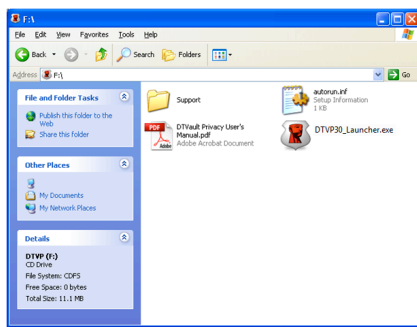 F:\
File Edit View Favorites Tools Help
Back Search Folders
Address F:\ Go
File and Folder Tasks
Publish this folder to the
Web
Share this folder
Other Places
My Documents
My Network Places
Details
DTVP (F:)
CD Drive
File System: CDFS
Free Space: 0 bytes
Total Size: 11.1 MB
Support
autorun.inf
Setup Information
1 KB
PDF
Adobe
DTVault Privacy User's
Manual.pdf
Adobe Acrobat Document
DTVP30_Launcher.exe